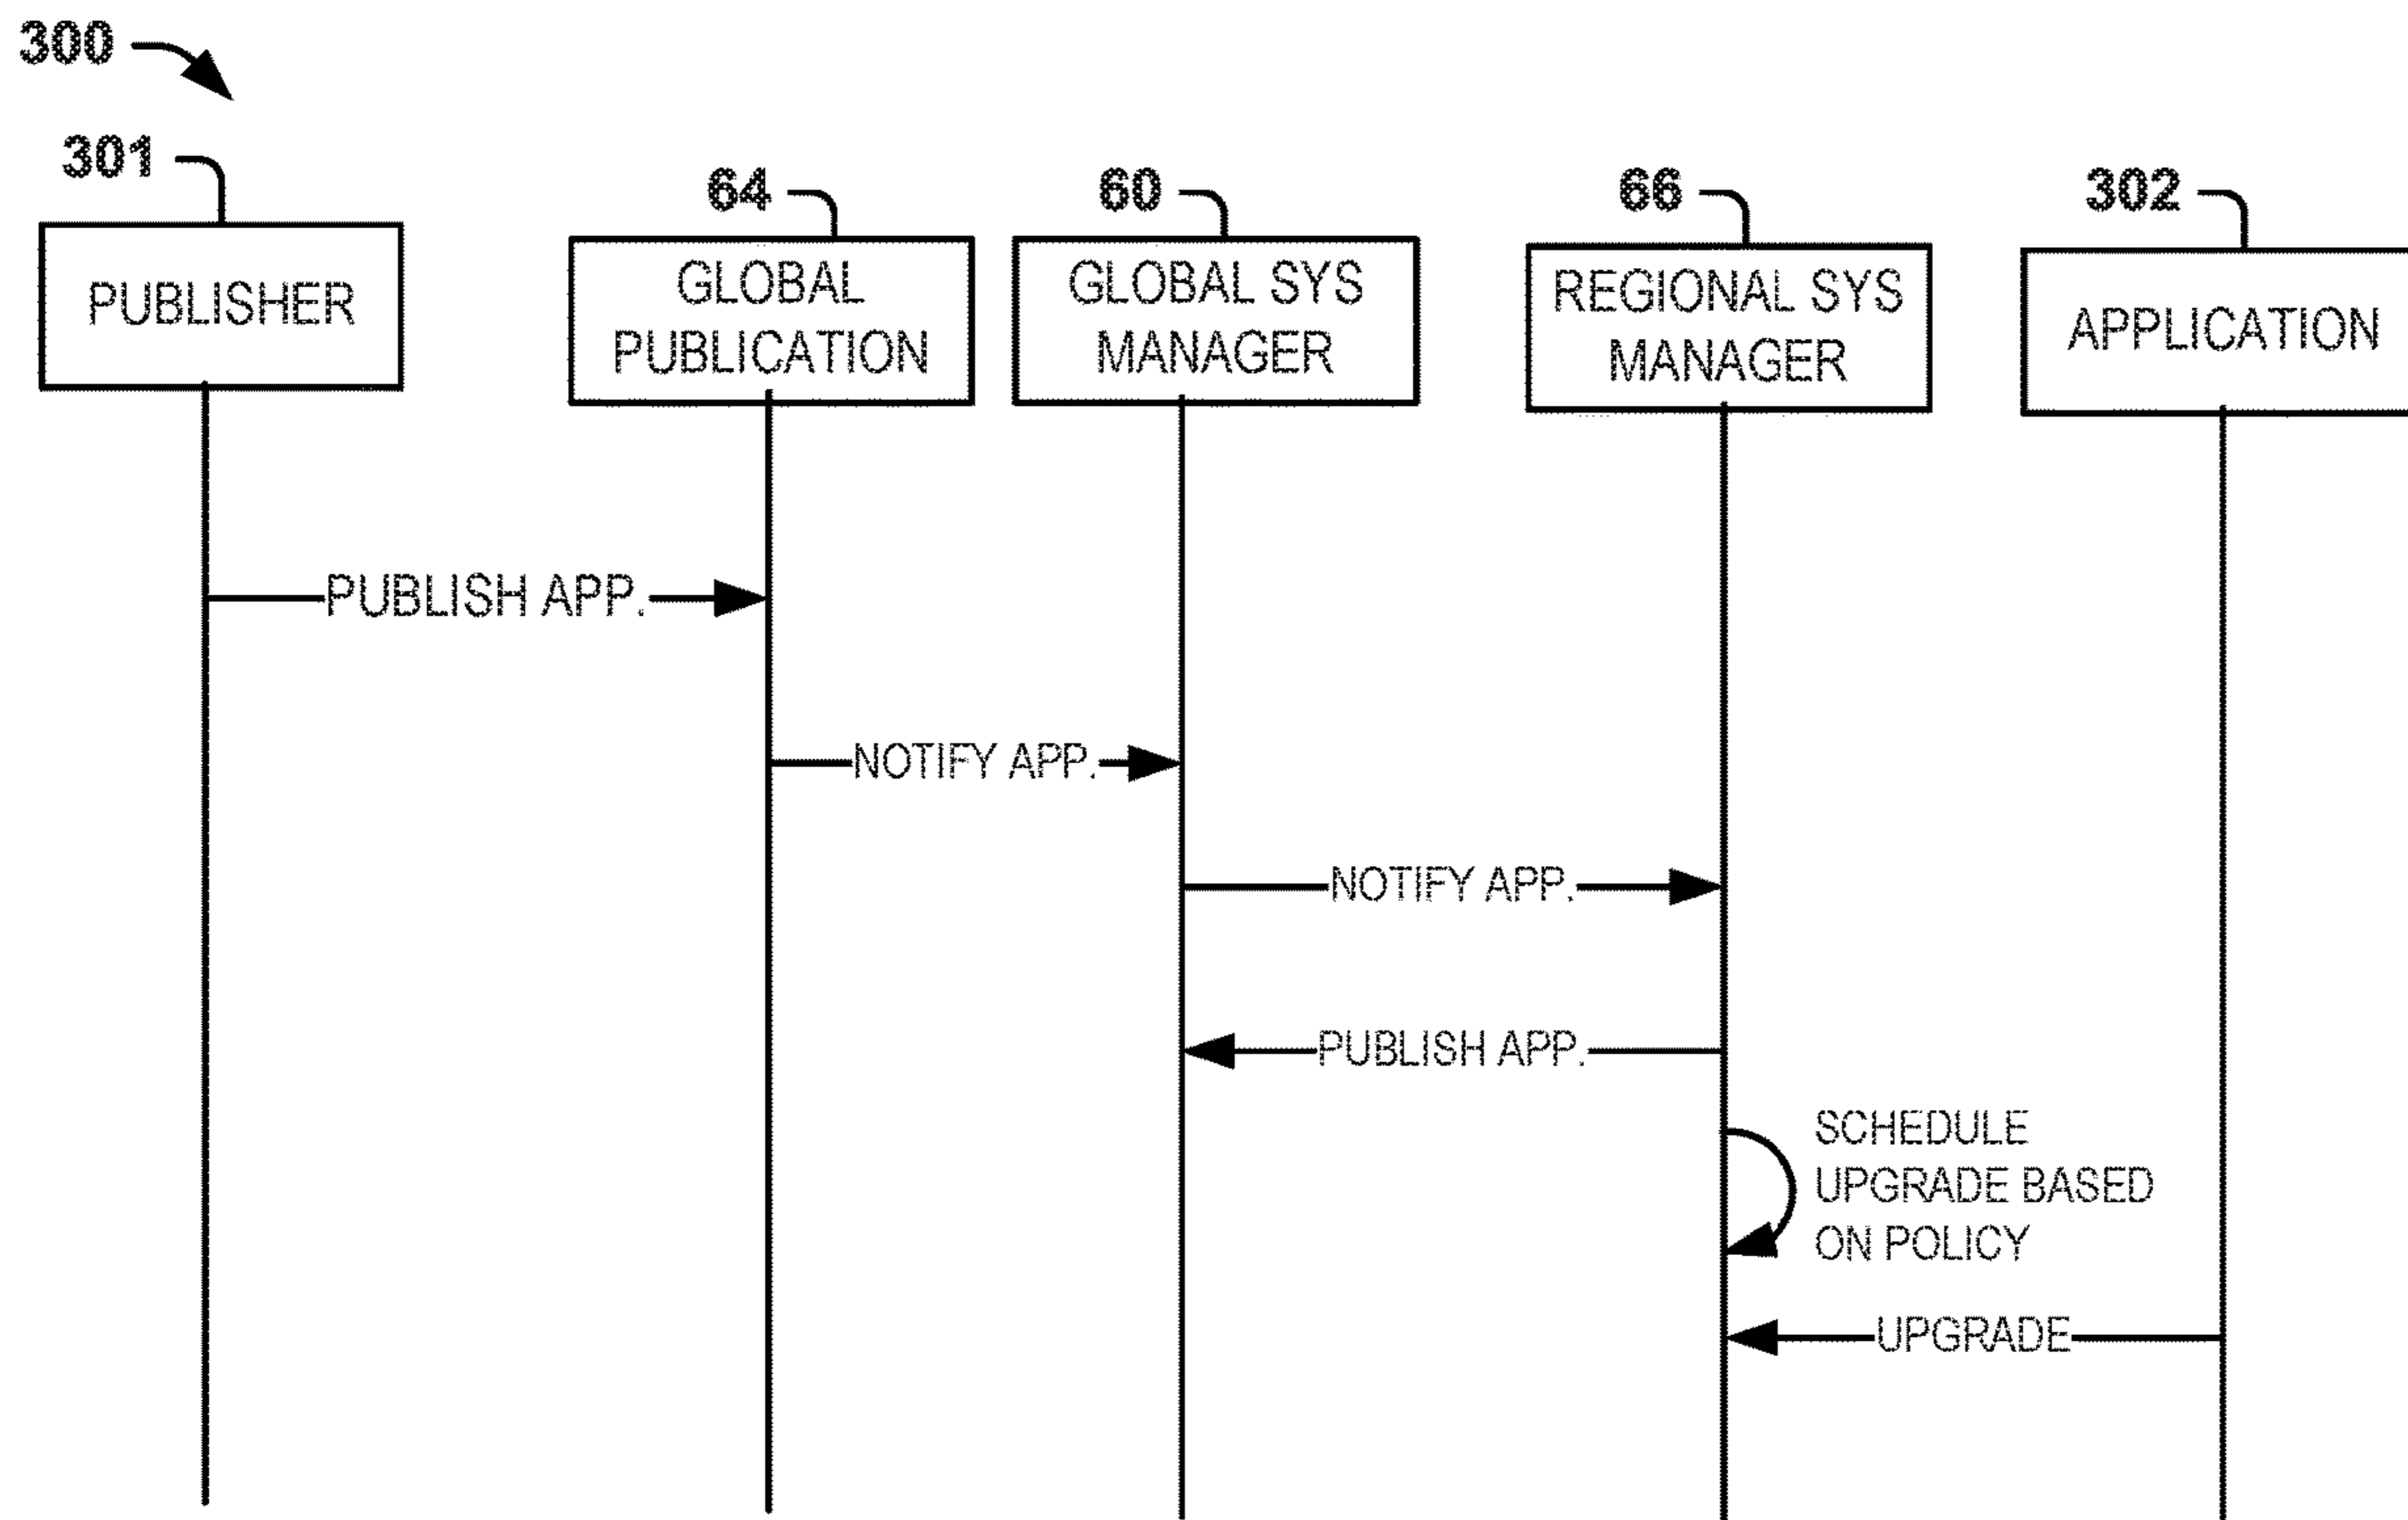 300
301
64
60
66
302
PUBLISHER
GLOBAL
PUBLICATION
GLOBAL SYS
MANAGER
REGIONAL SYS
MANAGER
APPLICATION
PUBLISH APP.
NOTIFY APP.
NOTIFY APP.
PUBLISH APP.
SCHEDULE
UPGRADE BASED
ON POLICY
UPGRADE